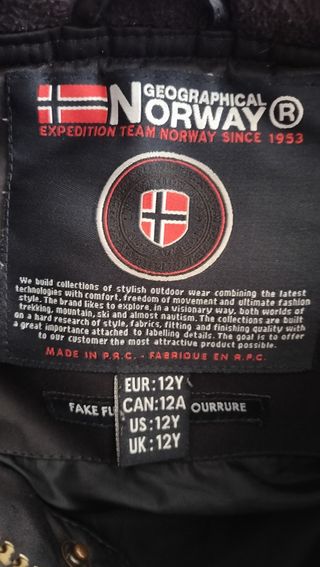 GEOGRAPHICAL
NORWAY ®
EXPEDITION TEAM NORWAY SINCE 1953
We build collections of stylish outdoor wear combining the latest
technologies with comfort, freedom of movement and ultimate fashion
style. The brand likes to explore, in a visionary way, both worlds of
trekking, mountain, ski and almost nautism. The collections are built
on a hard research of style, fabrics, fitting and finishing quality with
a great importance attached to labelling details. The goal is to offer
to our customer the most attractive product possible.
MADE IN P.R.C. - FABRIQUE EN R.P.C.
EUR: 12Y
FAKE FU
CAN: 12A
OURRURE
US: 12Y
UK: 12Y